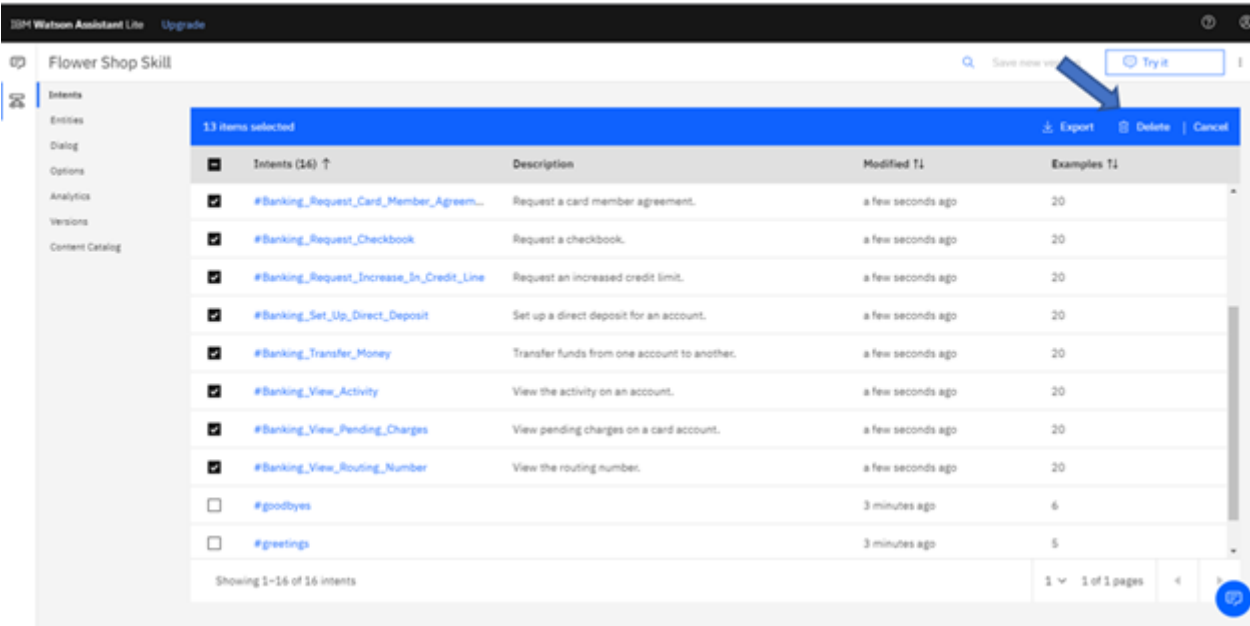 IBM Watson Assistant Lite Upgrade
Flower Shop Skill Save new Try it
Intents
Entities
Dialog
Options
Analytics
Versions
Content Catalog
13 items selected Export Delete | Cancel
Intents (16) ↑ Description Modified ↑↓ Examples ↑↓
#Banking_Request_Card_Member_Agreem... Request a card member agreement. a few seconds ago 20
#Banking_Request_Checkbook Request a checkbook. a few seconds ago 20
#Banking_Request_Increase_In_Credit_Line Request an increased credit limit. a few seconds ago 20
#Banking_Set_Up_Direct_Deposit Set up a direct deposit for an account. a few seconds ago 20
#Banking_Transfer_Money Transfer funds from one account to another. a few seconds ago 20
#Banking_View_Activity View the activity on an account. a few seconds ago 20
#Banking_View_Pending_Charges View pending charges on a card account. a few seconds ago 20
#Banking_View_Routing_Number View the routing number. a few seconds ago 20
#goodbyes 3 minutes ago 6
#greetings 3 minutes ago 5
Showing 1–16 of 16 intents 1 1 of 1 pages